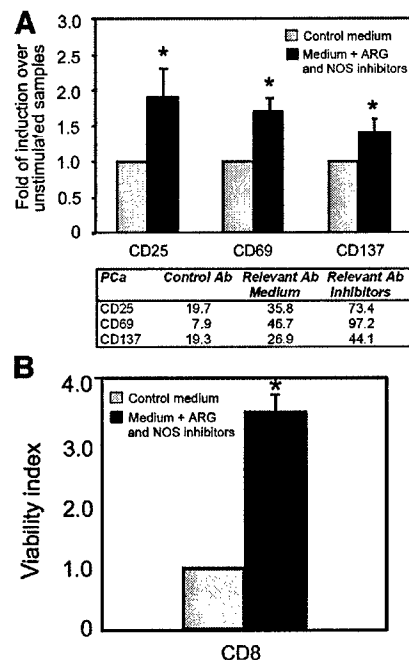 A
Fold of induction over
unstimulated samples
3.0
2.5
2.0
1.5
1.0
0.5
0
Control medium
Medium + ARG
and NOS inhibitors
*
*
*
CD25 CD69 CD137
PCa Control Ab Relevant Ab Relevant Ab
Medium Inhibitors
CD25 19.7 35.8 73.4
CD69 7.9 46.7 97.2
CD137 19.3 26.9 44.1
B
Viability index
4.0
3.0
2.0
1.0
0
Control medium
Medium + ARG
and NOS inhibitors
*
CD8